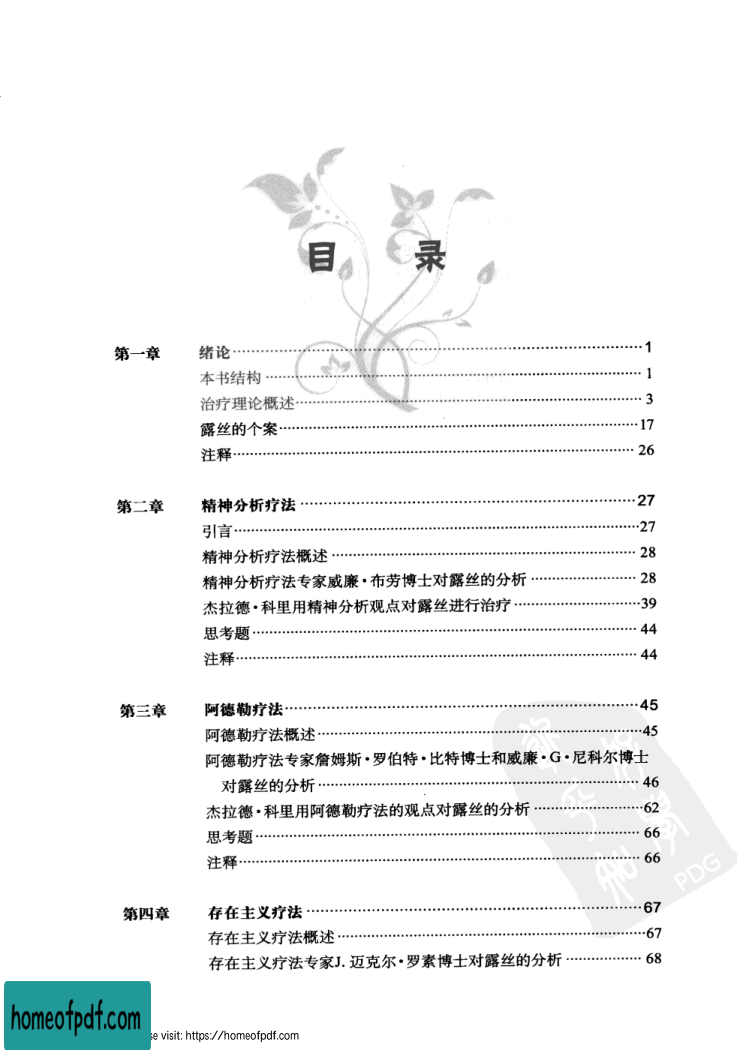 目 录
第一章 绪论……1
本书结构……1
治疗理论概述……3
露丝的个案……17
注释……26
第二章 精神分析疗法……27
引言……27
精神分析疗法概述……28
精神分析疗法专家威廉·布劳博士对露丝的分析……28
杰拉德·科里用精神分析观点对露丝进行治疗……39
思考题……44
注释……44
第三章 阿德勒疗法……45
阿德勒疗法概述……45
阿德勒疗法专家詹姆斯·罗伯特·比特博士和威廉·G·尼科尔博士
对露丝的分析……46
杰拉德·科里用阿德勒疗法的观点对露丝的分析……62
思考题……66
注释……66
PDG
第四章 存在主义疗法……67
存在主义疗法概述……67
存在主义疗法专家J. 迈克尔·罗素博士对露丝的分析……68
homeofpdf.com
se visit: https://homeofpdf.com